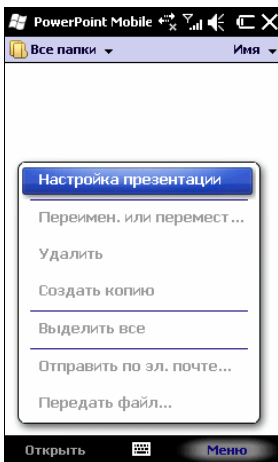 PowerPoint Mobile
Все папки Имя
Настройка презентации
Переимен. или перемест...
Удалить
Создать копию
Выделить все
Отправить по эл. почте...
Передать файл...
Открыть Меню